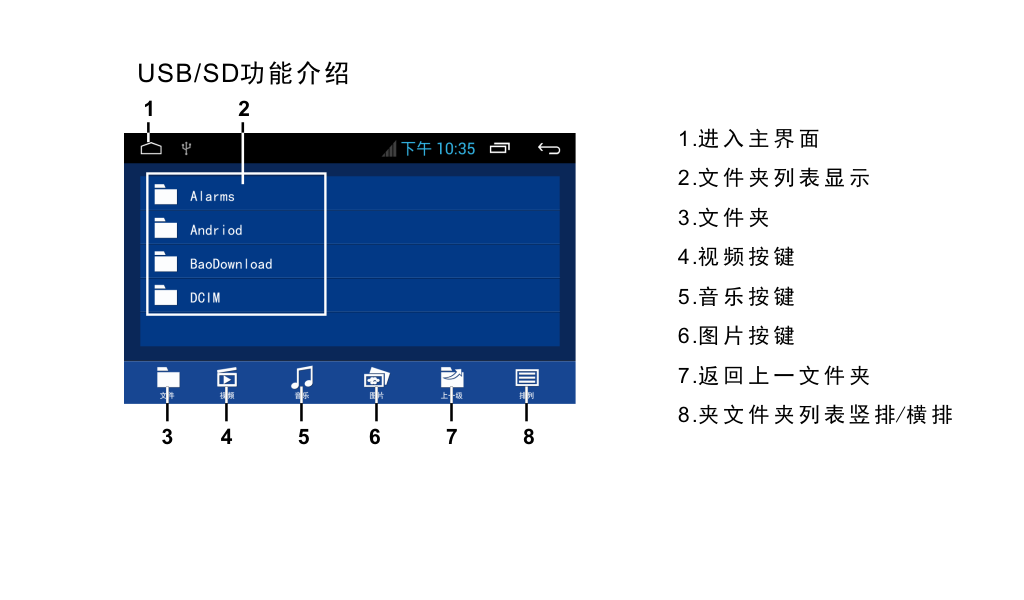 USB/SD功能介绍
1 2
下午 10:35
Alarms
Andriod
BaoDownload
DCIM
文件 视频 音乐 图片 上一级 排列
3 4 5 6 7 8
1.进入主界面
2.文件夹列表显示
3.文件夹
4.视频按键
5.音乐按键
6.图片按键
7.返回上一文件夹
8.夹文件夹列表竖排/横排